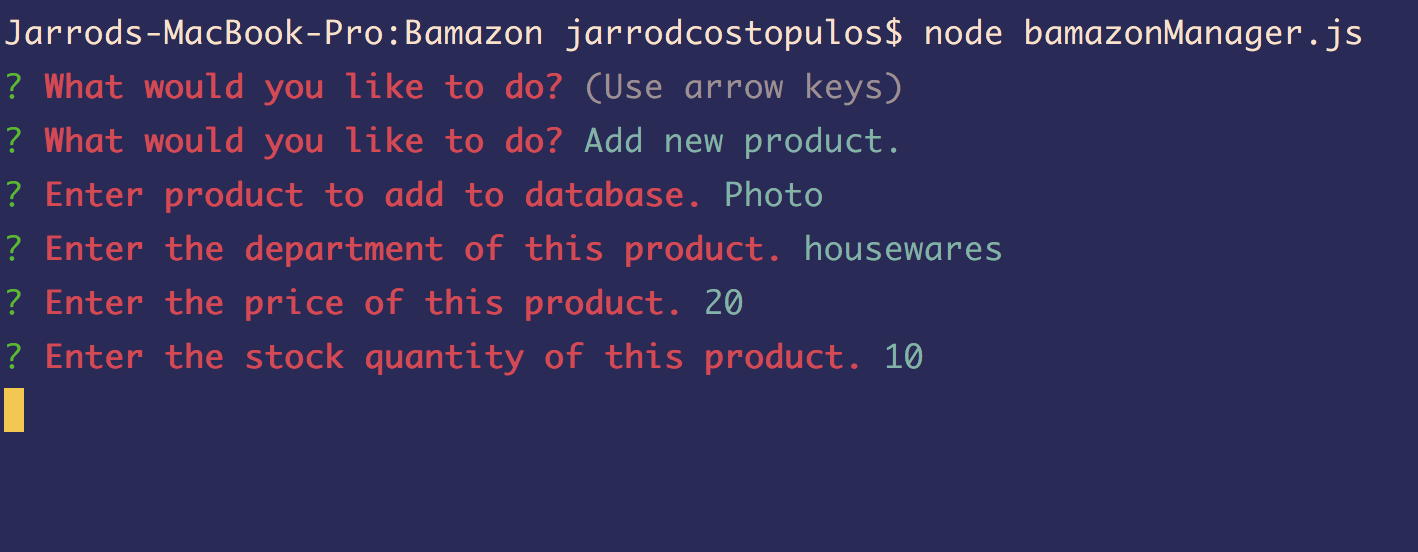 Jarrods-MacBook-Pro:Bamazon jarrodcostopulos$ node bamazonManager.js
? What would you like to do? (Use arrow keys)
? What would you like to do? Add new product.
? Enter product to add to database. Photo
? Enter the department of this product. housewares
? Enter the price of this product. 20
? Enter the stock quantity of this product. 10